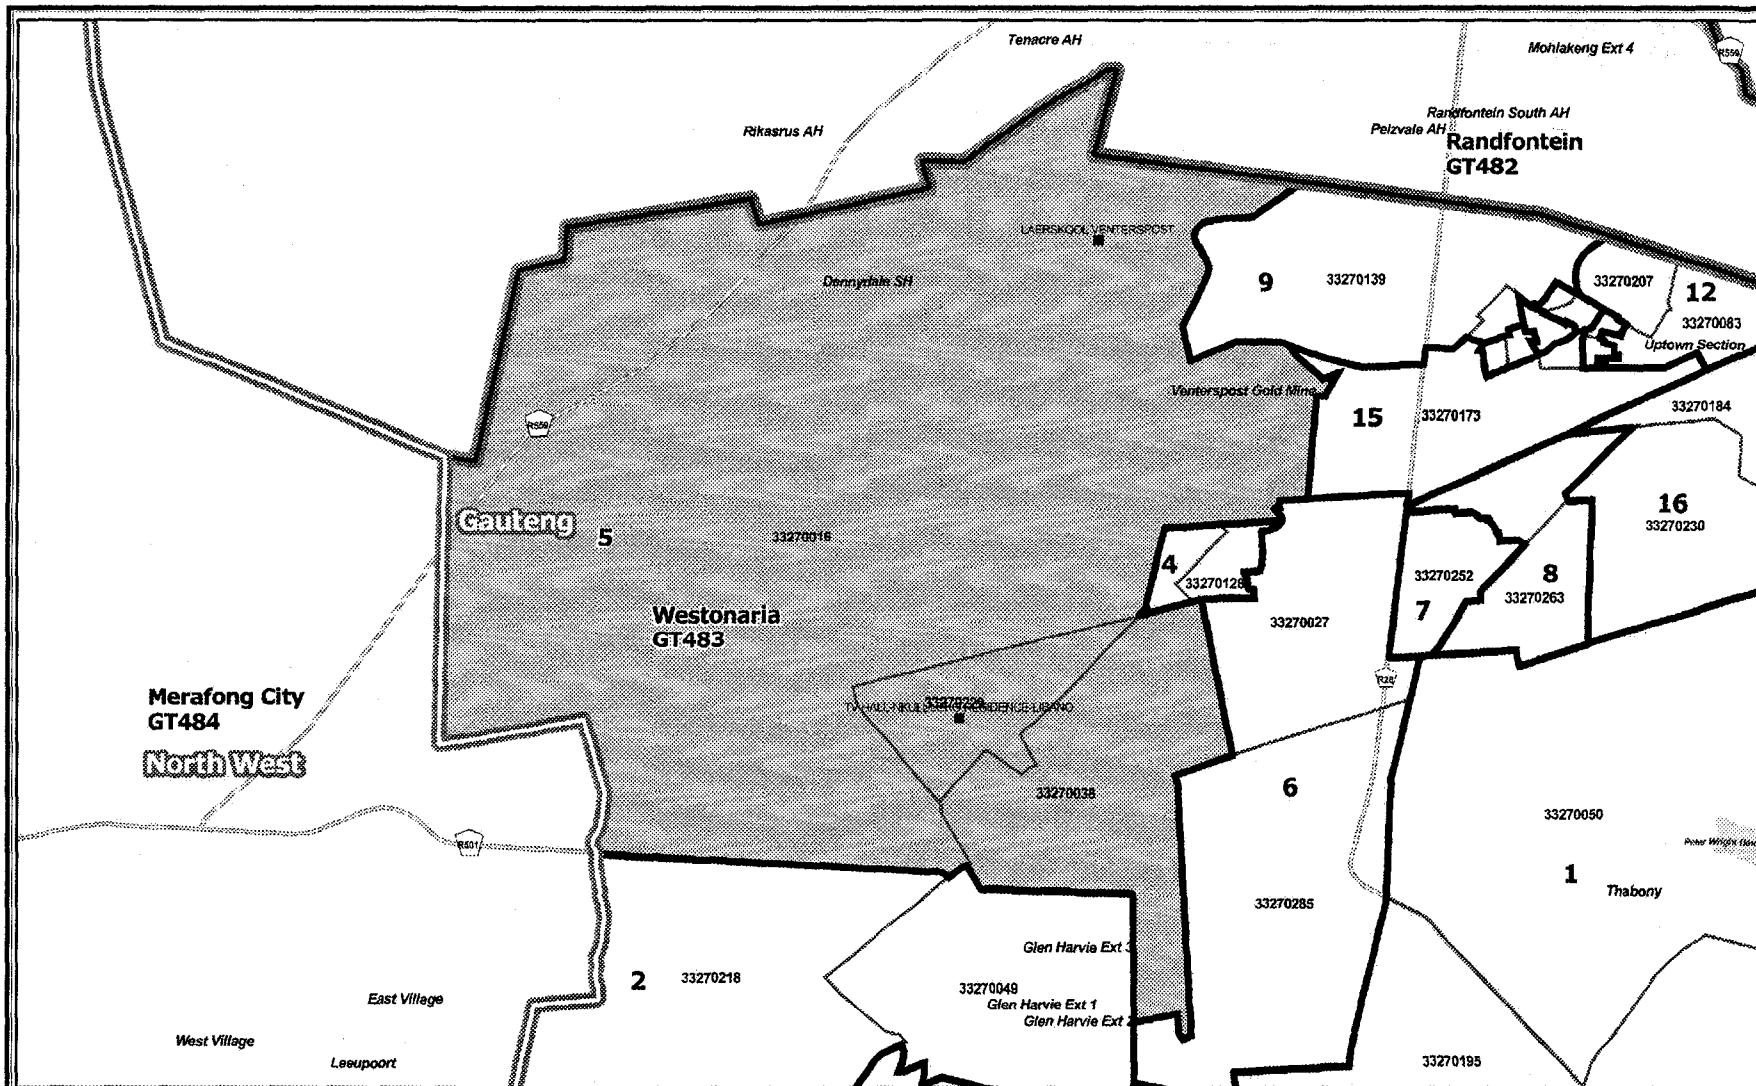 Tenacre AH
Mohlakeng Ext 4
R559
Randfontein South AH
Rikasrus AH
Pelzvale AH
Randfontein
GT482
LAERSKOOL VENTERSPOST
Dennydale SH
9
33270139
33270207
12
33270083
Uptown Section
Venterspost Gold Mine
15
33270173
33270184
R559
16
33270230
Gauteng
5
33270016
4
33270128
33270252
8
33270263
7
33270027
Westonaria
GT483
R28
Merafong City
GT484
33270229
North West
6
33270038
33270050
R501
1
Thabony
33270285
Glen Harvie Ext 3
2
33270218
33270049
Glen Harvie Ext 1
Glen Harvie Ext
East Village
West Village
Leeupoort
33270195